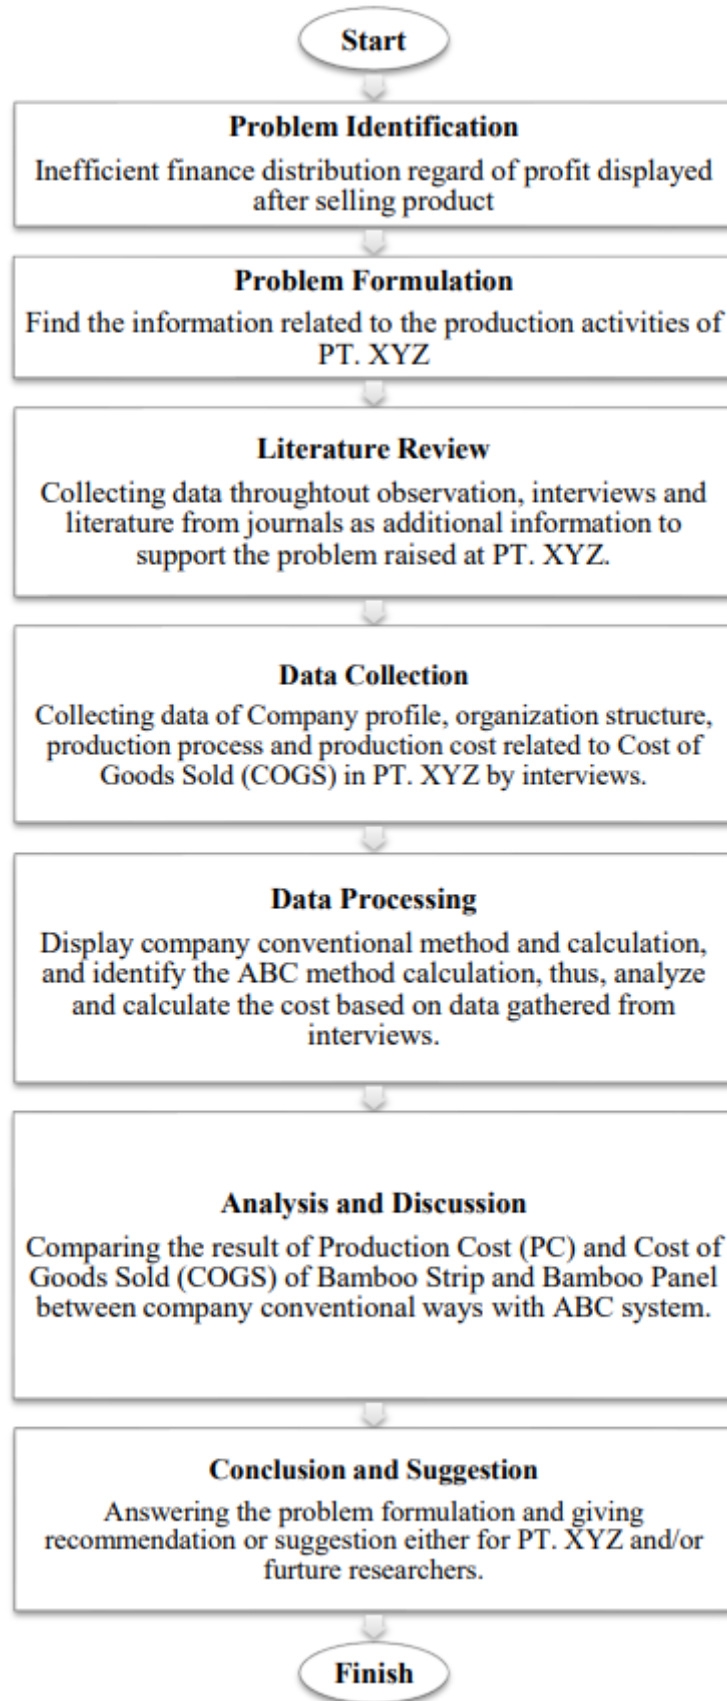 Start
Problem Identification
Inefficient finance distribution regard of profit displayed
after selling product
Problem Formulation
Find the information related to the production activities of
PT. XYZ
Literature Review
Collecting data throughtout observation, interviews and
literature from journals as additional information to
support the problem raised at PT. XYZ.
Data Collection
Collecting data of Company profile, organization structure,
production process and production cost related to Cost of
Goods Sold (COGS) in PT. XYZ by interviews.
Data Processing
Display company conventional method and calculation,
and identify the ABC method calculation, thus, analyze
and calculate the cost based on data gathered from
interviews.
Analysis and Discussion
Comparing the result of Production Cost (PC) and Cost of
Goods Sold (COGS) of Bamboo Strip and Bamboo Panel
between company conventional ways with ABC system.
Conclusion and Suggestion
Answering the problem formulation and giving
recommendation or suggestion either for PT. XYZ and/or
furture researchers.
Finish